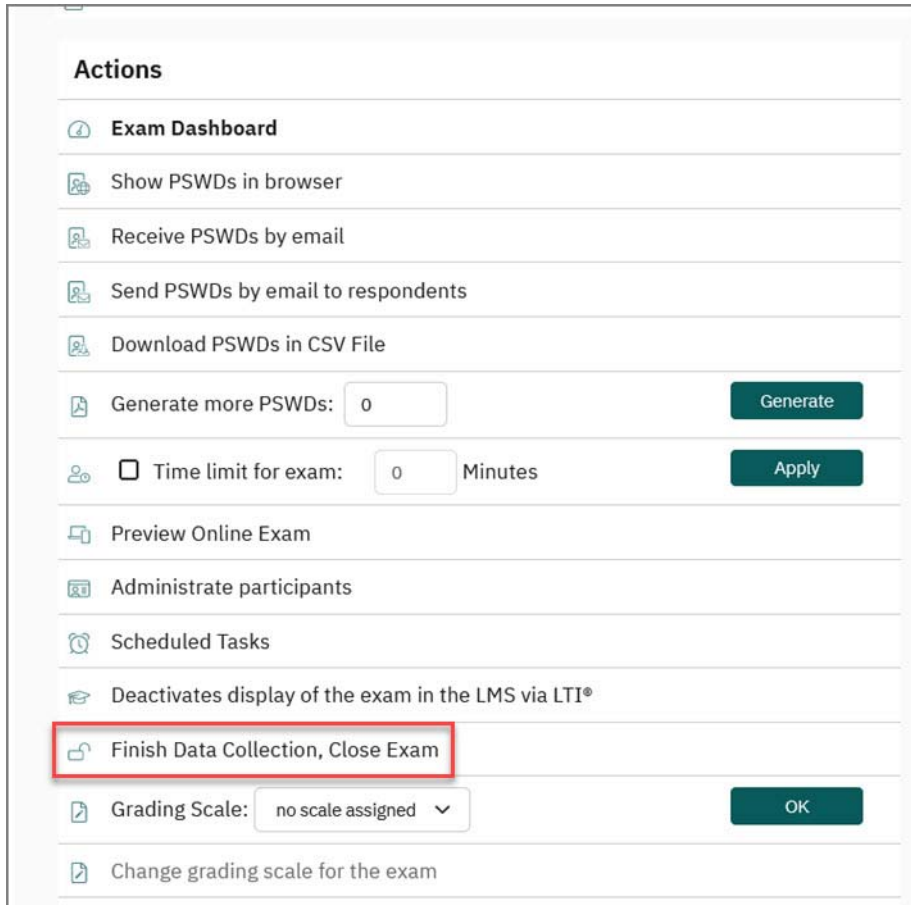 Actions
Exam Dashboard
Show PSWDs in browser
Receive PSWDs by email
Send PSWDs by email to respondents
Download PSWDs in CSV File
Generate more PSWDs: 0 Generate
Time limit for exam: 0 Minutes Apply
Preview Online Exam
Administrate participants
Scheduled Tasks
Deactivates display of the exam in the LMS via LTI®
Finish Data Collection, Close Exam
Grading Scale: no scale assigned OK
Change grading scale for the exam